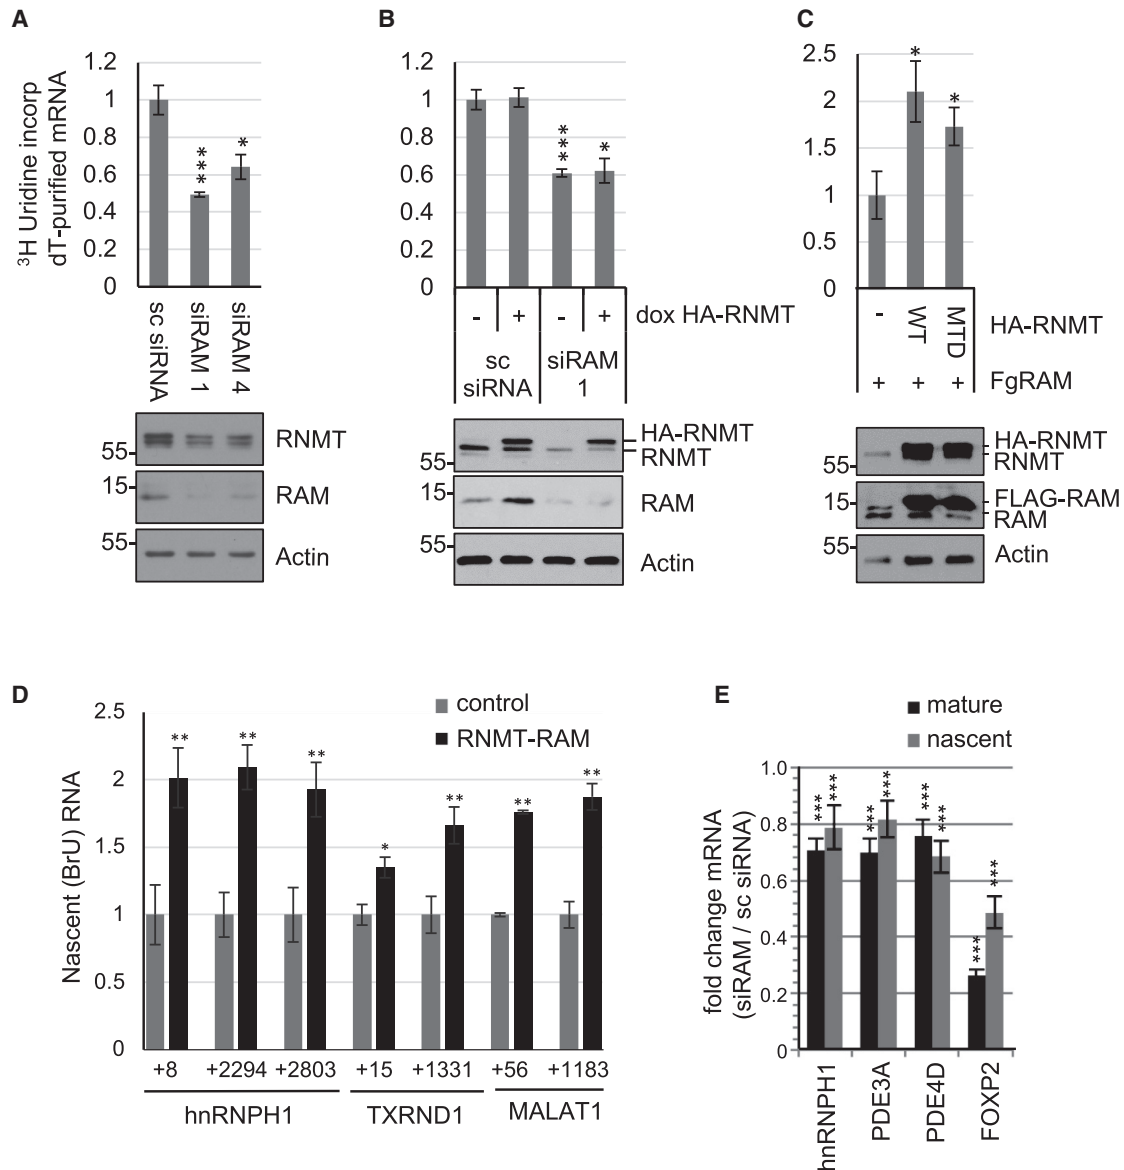 A
³H Uridine incorp
dT-purified mRNA
1.2
1
0.8
0.6
0.4
0.2
0
***
*
sc siRNA
siRAM 1
siRAM 4
55
RNMT
15
RAM
55
Actin
B
1.2
1
0.8
0.6
0.4
0.2
0
***
*
- + - + dox HA-RNMT
sc siRNA
siRAM 1
HA-RNMT
RNMT
55
15
RAM
55
Actin
C
2.5
2
1.5
1
0.5
0
*
*
- WT MTD HA-RNMT
+ + + FgRAM
HA-RNMT
RNMT
55
15
FLAG-RAM
RAM
55
Actin
D
control
RNMT-RAM
Nascent (BrU) RNA
2.5
2
1.5
1
0.5
0
** ** ** * ** ** **
+8 +2294 +2803 +15 +1331 +56 +1183
hnRNPH1 TXRND1 MALAT1
E
mature
nascent
fold change mRNA
(siRAM / sc siRNA)
1.0
0.8
0.6
0.4
0.2
0
*** *** *** *** *** *** *** ***
hnRNPH1
PDE3A
PDE4D
FOXP2